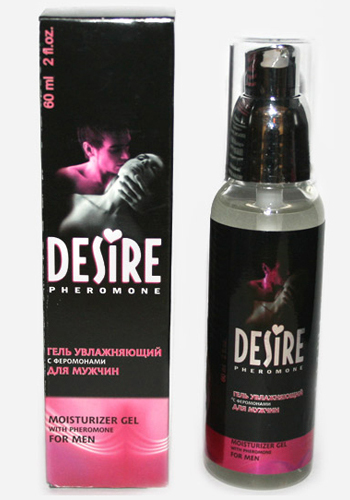 60 ml 2 fl.oz.
DESIRE
PHEROMONE
ГЕЛЬ УВЛАЖНЯЮЩИЙ
С ФЕРОМОНАМИ
ДЛЯ МУЖЧИН
MOISTURIZER GEL
WITH PHEROMONE
FOR MEN
DESIRE
PHEROMONE
ГЕЛЬ УВЛАЖНЯЮЩИЙ
С ФЕРОМОНАМИ
ДЛЯ МУЖЧИН
MOISTURIZER GEL
WITH PHEROMONE
FOR MEN